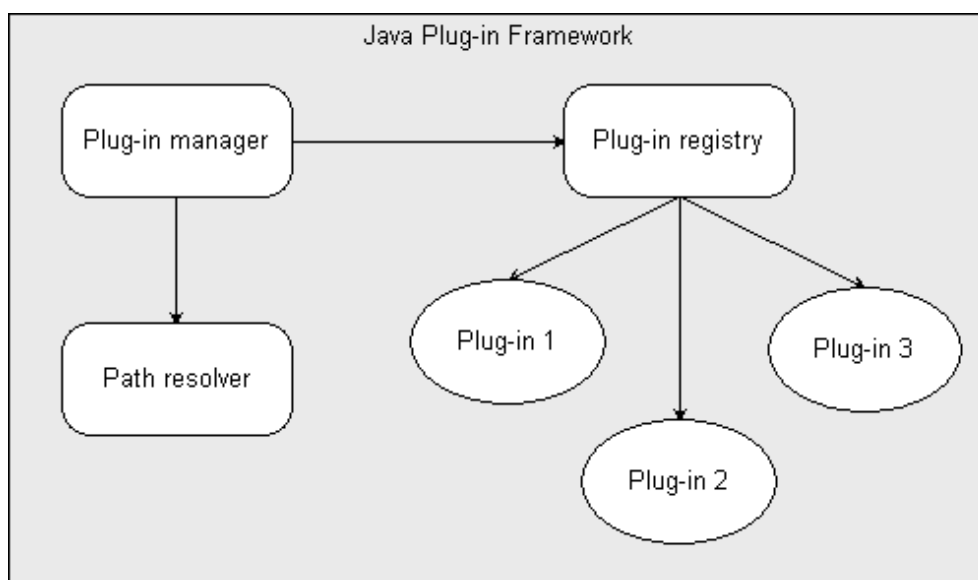 Java Plug-in Framework
Plug-in manager
Plug-in registry
Path resolver
Plug-in 1
Plug-in 3
Plug-in 2